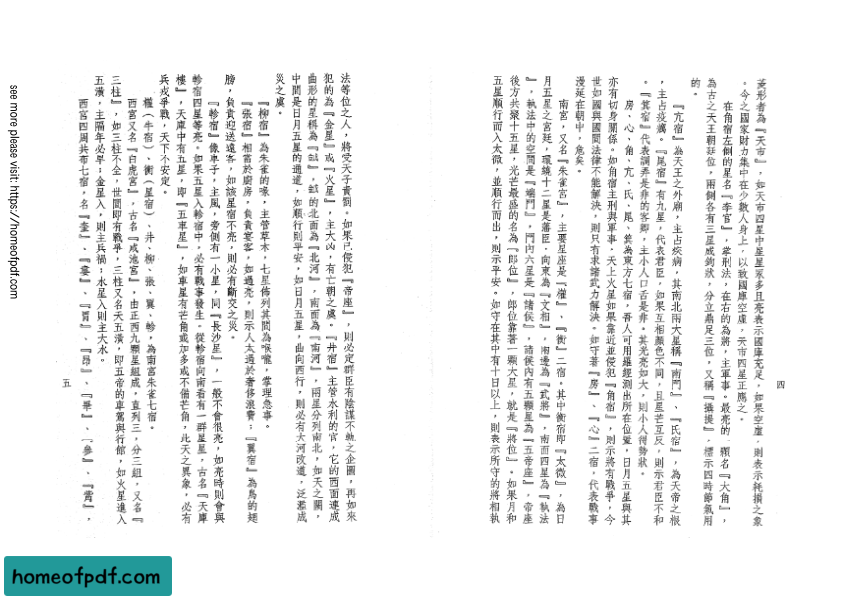 四
菱形者為『天市』，如天市四星中星星眾多且亮表示國庫充足。如果空虛，則表示耗損之象
。今之國家財力集中在少數人身上，以致國庫空虛，天市四星正應之。
在角宿左側的星名『李官』，掌刑法，在右的為將，主軍事。最亮的一顆名『大角』，
為古之天王朝廷位，兩側各有三星成鉤狀，分立鼎足三位，又稱『攝提』，標示四時節氣用
的。
『亢宿』為天王之外廟，主占疾病，其南北兩大星稱『南門』、『氐宿』，為天帝之根
，主占疫癘。『尾宿』有九星，代表君臣，如果互相顏色不同，且星芒互反，則示君臣不和
。『箕宿』代表調弄是非的客卿，主小人口舌是非。其光亮如大，則小人得勢狀。
房、心、角、亢、氐、尾、箕為東方七宿，吾人可用羅經測出所在位置，日月五星與其
亦有切身關係。如角宿主刑與軍事，天上火星如果靠近並侵犯『角宿』，則示將有戰爭，今
世如國與國間法律不能解決，則只有求諸武力解決。如守著『房』、『心』二宿，代表戰事
漫延在朝中，危矣。
南宮，又名『朱雀宮』，主要星座是『權』、『衡』二宿。其中衡宿即『太微』，為日
月五星之宮廷，環繞十二星是藩臣，向東為『文相』，兩邊為『武將』，南面四星為『執法
』，執法中的空間是『端門』，門內六星是『諸侯』，諸侯內有五顆星為『五帝座』，帝座
後方共聚十五星，光芒最盛的名為『郎位』，郎位靠著一顆大星，就是『將位』。如果月和
五星順行而入太微，並順行而出，則示平安。如守在其中有十日以上，則表示所守的將相執
法等位之人，將受天子責罰。如果已侵犯『帝座』，則必定群臣有陰謀不軌之企圖，再如來
犯的為『金星』或『火星』，主大凶，有亡朝之虞。『井宿』主管水利的官，它的西面連成
曲形的星稱為『鉞』，鉞的北面為『北河』，南面為『南河』，兩星分列南北，如天之關，
中間是日月五星的通道，如順行則平安，如日月五星，曲向西行，則必有大河改道，泛濫成
災之虞。
『柳宿』為朱雀的喙，主管草木，七星佈列其間為喉嚨，掌理急事。
『張宿』相當於廚房，負責宴客，如過亮，則示人太過於奢侈浪費；『翼宿』為鳥的翅
膀，負責迎送遠客，如該星宿不亮，則必有斷交之災。
『軫宿』像車子，主風，旁側有一小星，同『長沙星』，一般不會很亮，如亮時則會與
軫宿四星等亮。如果五星入軫宿中，必有戰事發生。從軫宿向南看有一群星星，古名『天庫
樓』，天庫中有五星，即『五車星』，如車星有芒角或加多或不備芒角，此天之異象，必有
兵戎爭戰，天下不安定。
權（牛宿）、衡（星宿）、井、柳、張、翼、軫，為南宮朱雀七宿。
西宮又名『白虎宮』，古名『咸池宮』，由正西九顆星組成，直列三，分三組，又名『
三柱』，如三柱不全，世間即有戰爭，三柱又名天五潢，即五帝的車駕與行館，如火星進入
五潢，主隔年必旱；金星入，則主兵禍；水星入則主大水。
西宮四周共布七宿，名『奎』、『婁』、『胃』、『昴』、『畢』、『參』、『觜』，
五
see more please visit: https://homeofpdf.com
homeofpdf.com